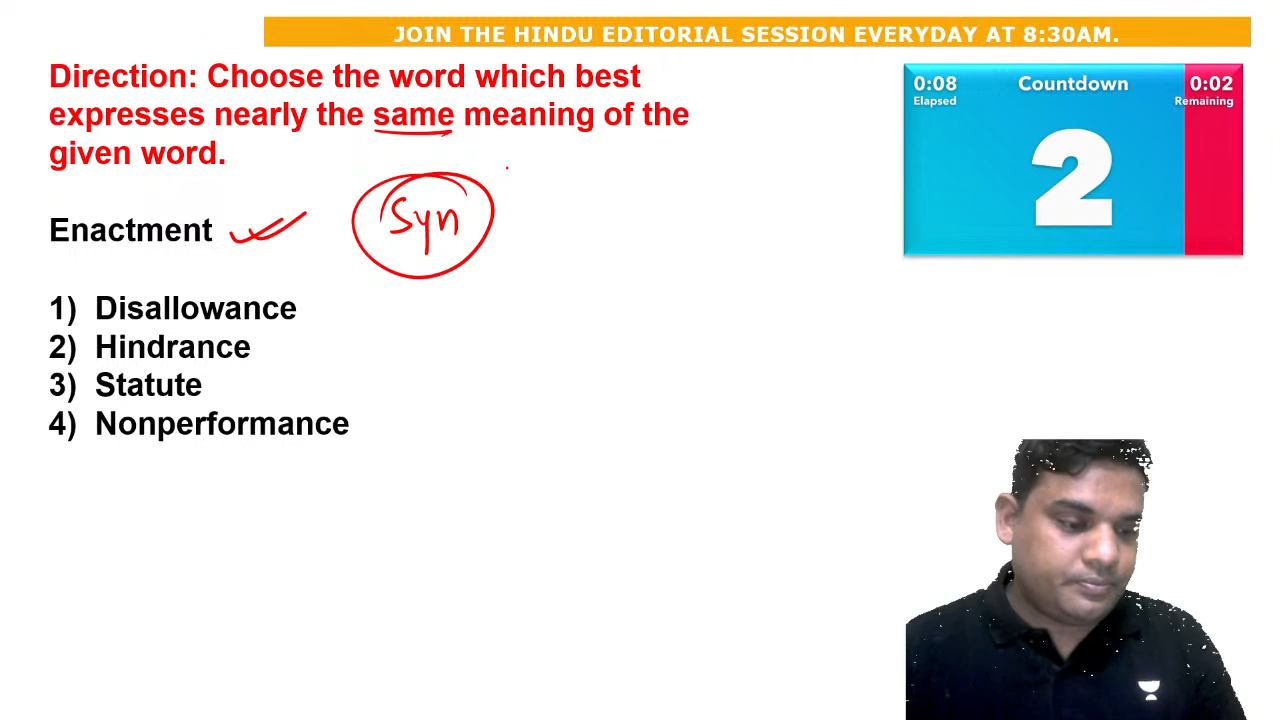 JOIN THE HINDU EDITORIAL SESSION EVERYDAY AT 8:30AM.
Direction: Choose the word which best
expresses nearly the same meaning of the
given word.
0:08
Elapsed
Countdown
0:02
Remaining
2
Syn
Enactment
1) Disallowance
2) Hindrance
3) Statute
4) Nonperformance